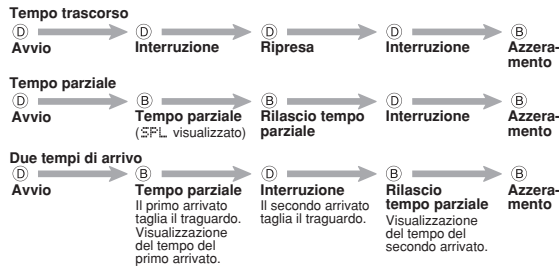 Tempo trascorso
Ⓓ Ⓓ Ⓓ Ⓓ Ⓑ
Avvio Interruzione Ripresa Interruzione Azzera-
mento
Tempo parziale
Ⓓ Ⓑ Ⓑ Ⓓ Ⓑ
Avvio Tempo parziale Rilascio tempo Interruzione Azzera-
(SPL visualizzato) parziale mento
Due tempi di arrivo
Ⓓ Ⓑ Ⓓ Ⓑ Ⓑ
Avvio Tempo parziale Interruzione Rilascio Azzera-
Il primo arrivato Il secondo arrivato tempo parziale mento
taglia il traguardo. taglia il traguardo. Visualizzazione
Visualizzazione del tempo del
del tempo del secondo arrivato.
primo arrivato.